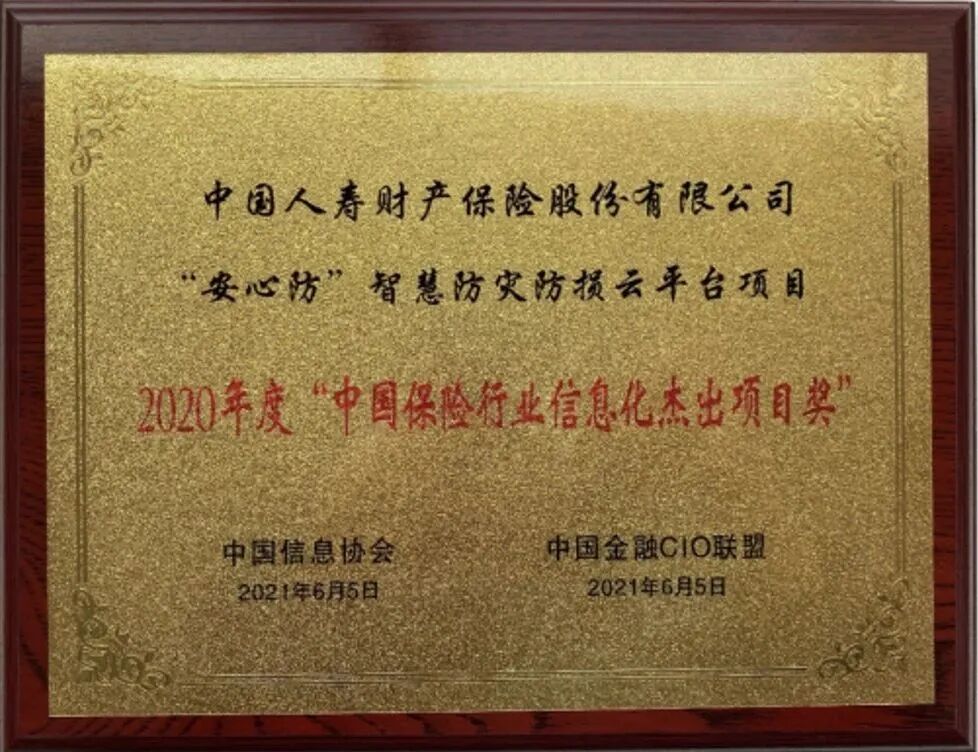 中国人寿财产保险股份有限公司
“安心防”智慧防灾防损云平台项目
2020年度“中国保险行业信息化杰出项目奖”
中国信息协会
2021年6月5日
中国金融CIO联盟
2021年6月5日